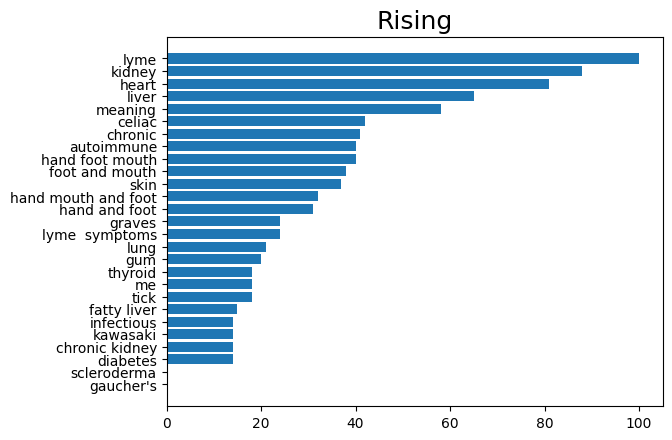 Rising
lyme
kidney
heart
liver
meaning
celiac
chronic
autoimmune
hand foot mouth
foot and mouth
skin
hand mouth and foot
hand and foot
graves
lyme  symptoms
lung
gum
thyroid
me
tick
fatty liver
infectious
kawasaki
chronic kidney
diabetes
scleroderma
gaucher's
0 20 40 60 80 100